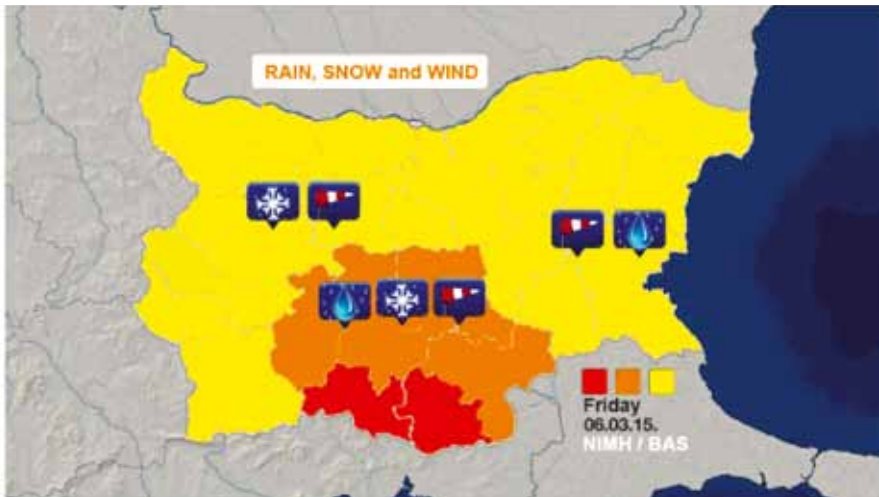 RAIN, SNOW and WIND
Friday
06.03.15.
NIMH / BAS